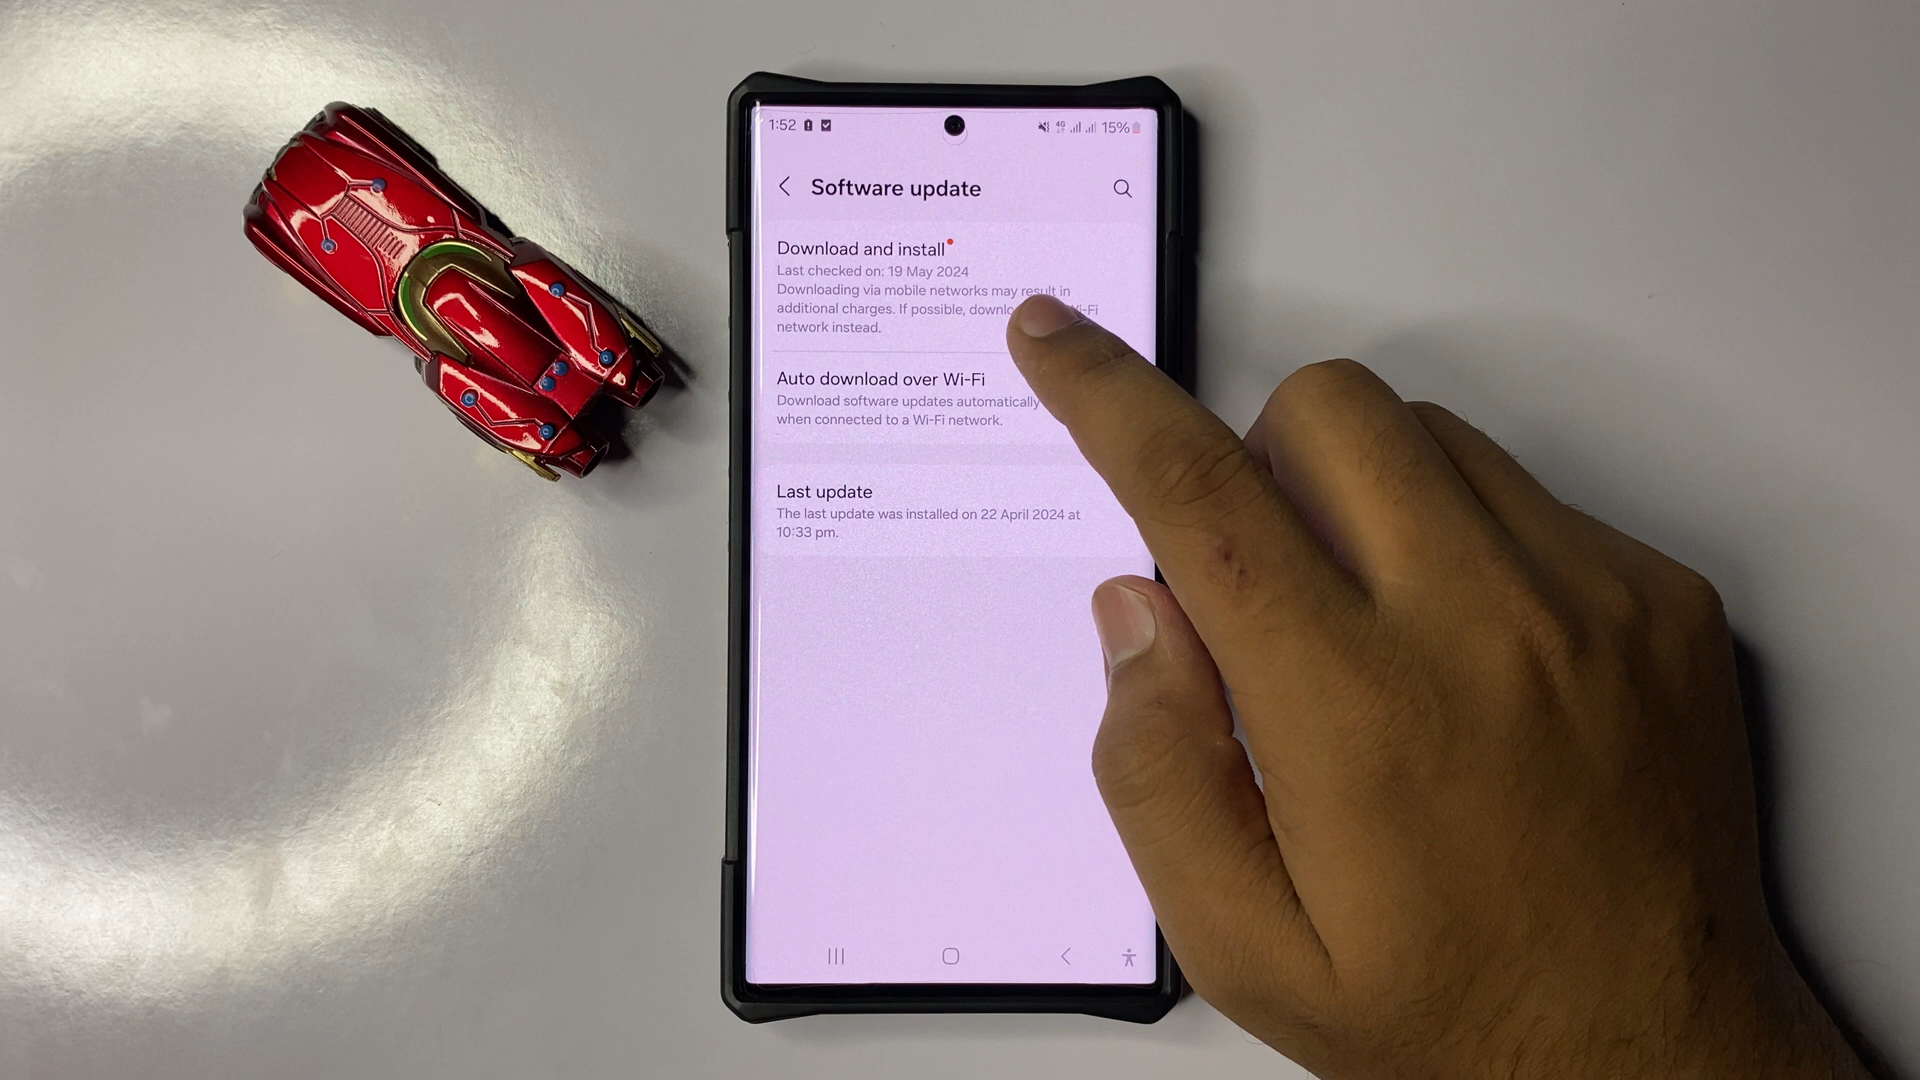 1:52 4G 15%
Software update
Download and install
Last checked on: 19 May 2024
Downloading via mobile networks may result in
additional charges. If possible, -Fi
network instead.
Auto download over Wi-Fi
Download software updates automatically
when connected to a Wi-Fi network.
Last update
The last update was installed on 22 April 2024 at
10:33 pm.